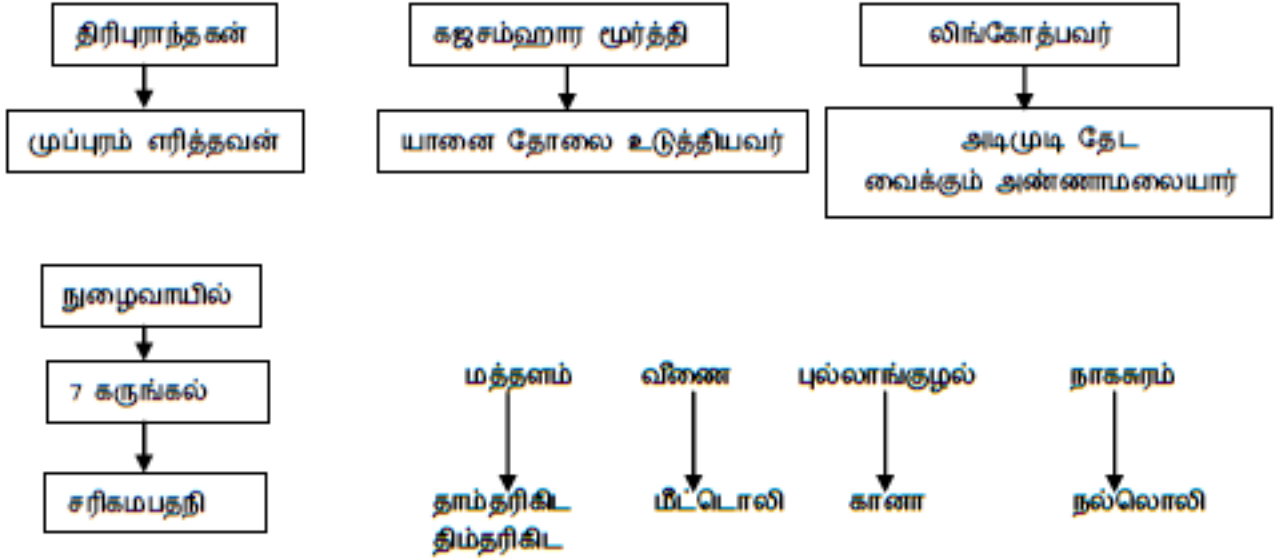 திரிபுராந்தகன்
கஜசம்ஹார மூர்த்தி
லிங்கோத்பவர்
முப்புரம் எரித்தவன்
யானை தோலை உடுத்தியவர்
அடிமுடி தேட
வைக்கும் அண்ணாமலையார்
நுழைவாயில்
7 கருங்கல்
சரிகமபதநி
மத்தளம்
வீணை
புல்லாங்குழல்
நாகசுரம்
தாம்தரிகிட
திம்தரிகிட
மீட்டொலி
கானா
நல்லொலி